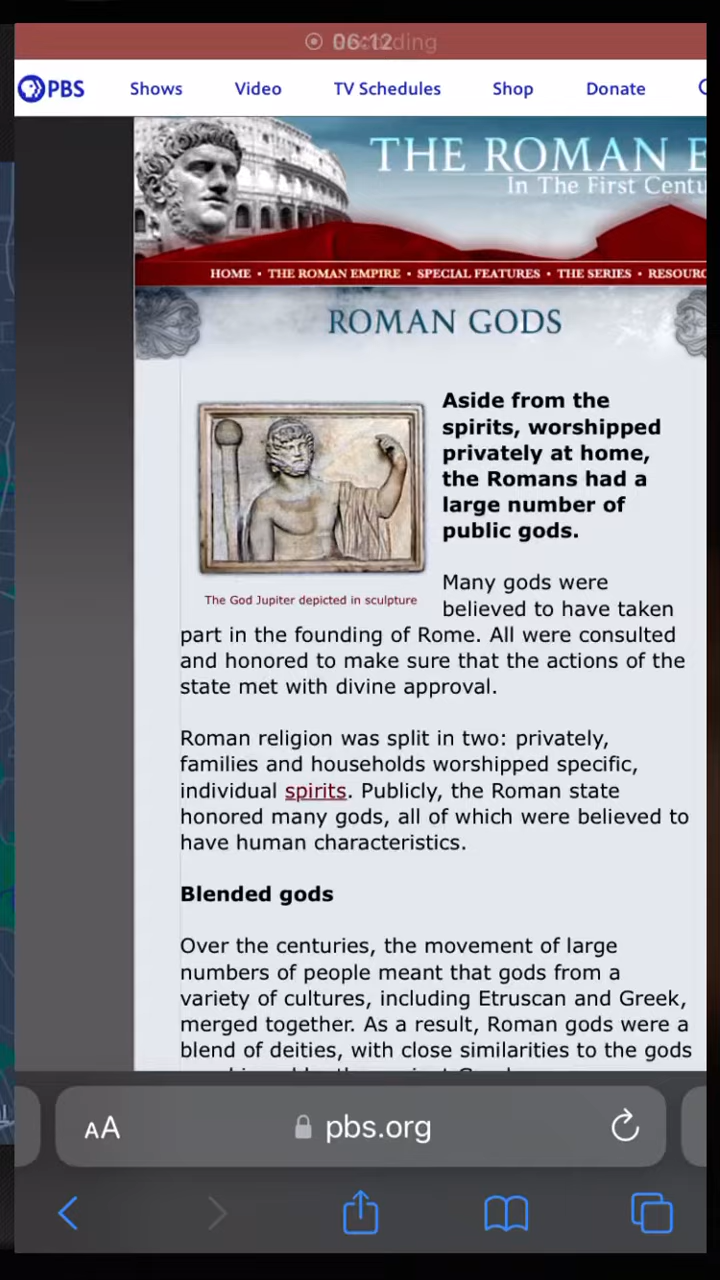 06:12
PBS
Shows
Video
TV Schedules
Shop
Donate
THE ROMAN E
In The First Centu
HOME • THE ROMAN EMPIRE • SPECIAL FEATURES • THE SERIES • RESOURC
ROMAN GODS
Aside from the
spirits, worshipped
privately at home,
the Romans had a
large number of
public gods.
The God Jupiter depicted in sculpture
Many gods were
believed to have taken
part in the founding of Rome. All were consulted
and honored to make sure that the actions of the
state met with divine approval.
Roman religion was split in two: privately,
families and households worshipped specific,
individual spirits. Publicly, the Roman state
honored many gods, all of which were believed to
have human characteristics.
Blended gods
Over the centuries, the movement of large
numbers of people meant that gods from a
variety of cultures, including Etruscan and Greek,
merged together. As a result, Roman gods were a
blend of deities, with close similarities to the gods
AA
pbs.org